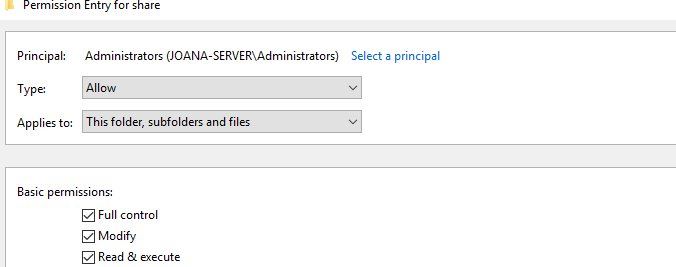 Permission Entry for share
Principal: Administrators (JOANA-SERVER\Administrators) Select a principal
Type: Allow
Applies to: This folder, subfolders and files
Basic permissions:
Full control
Modify
Read & execute